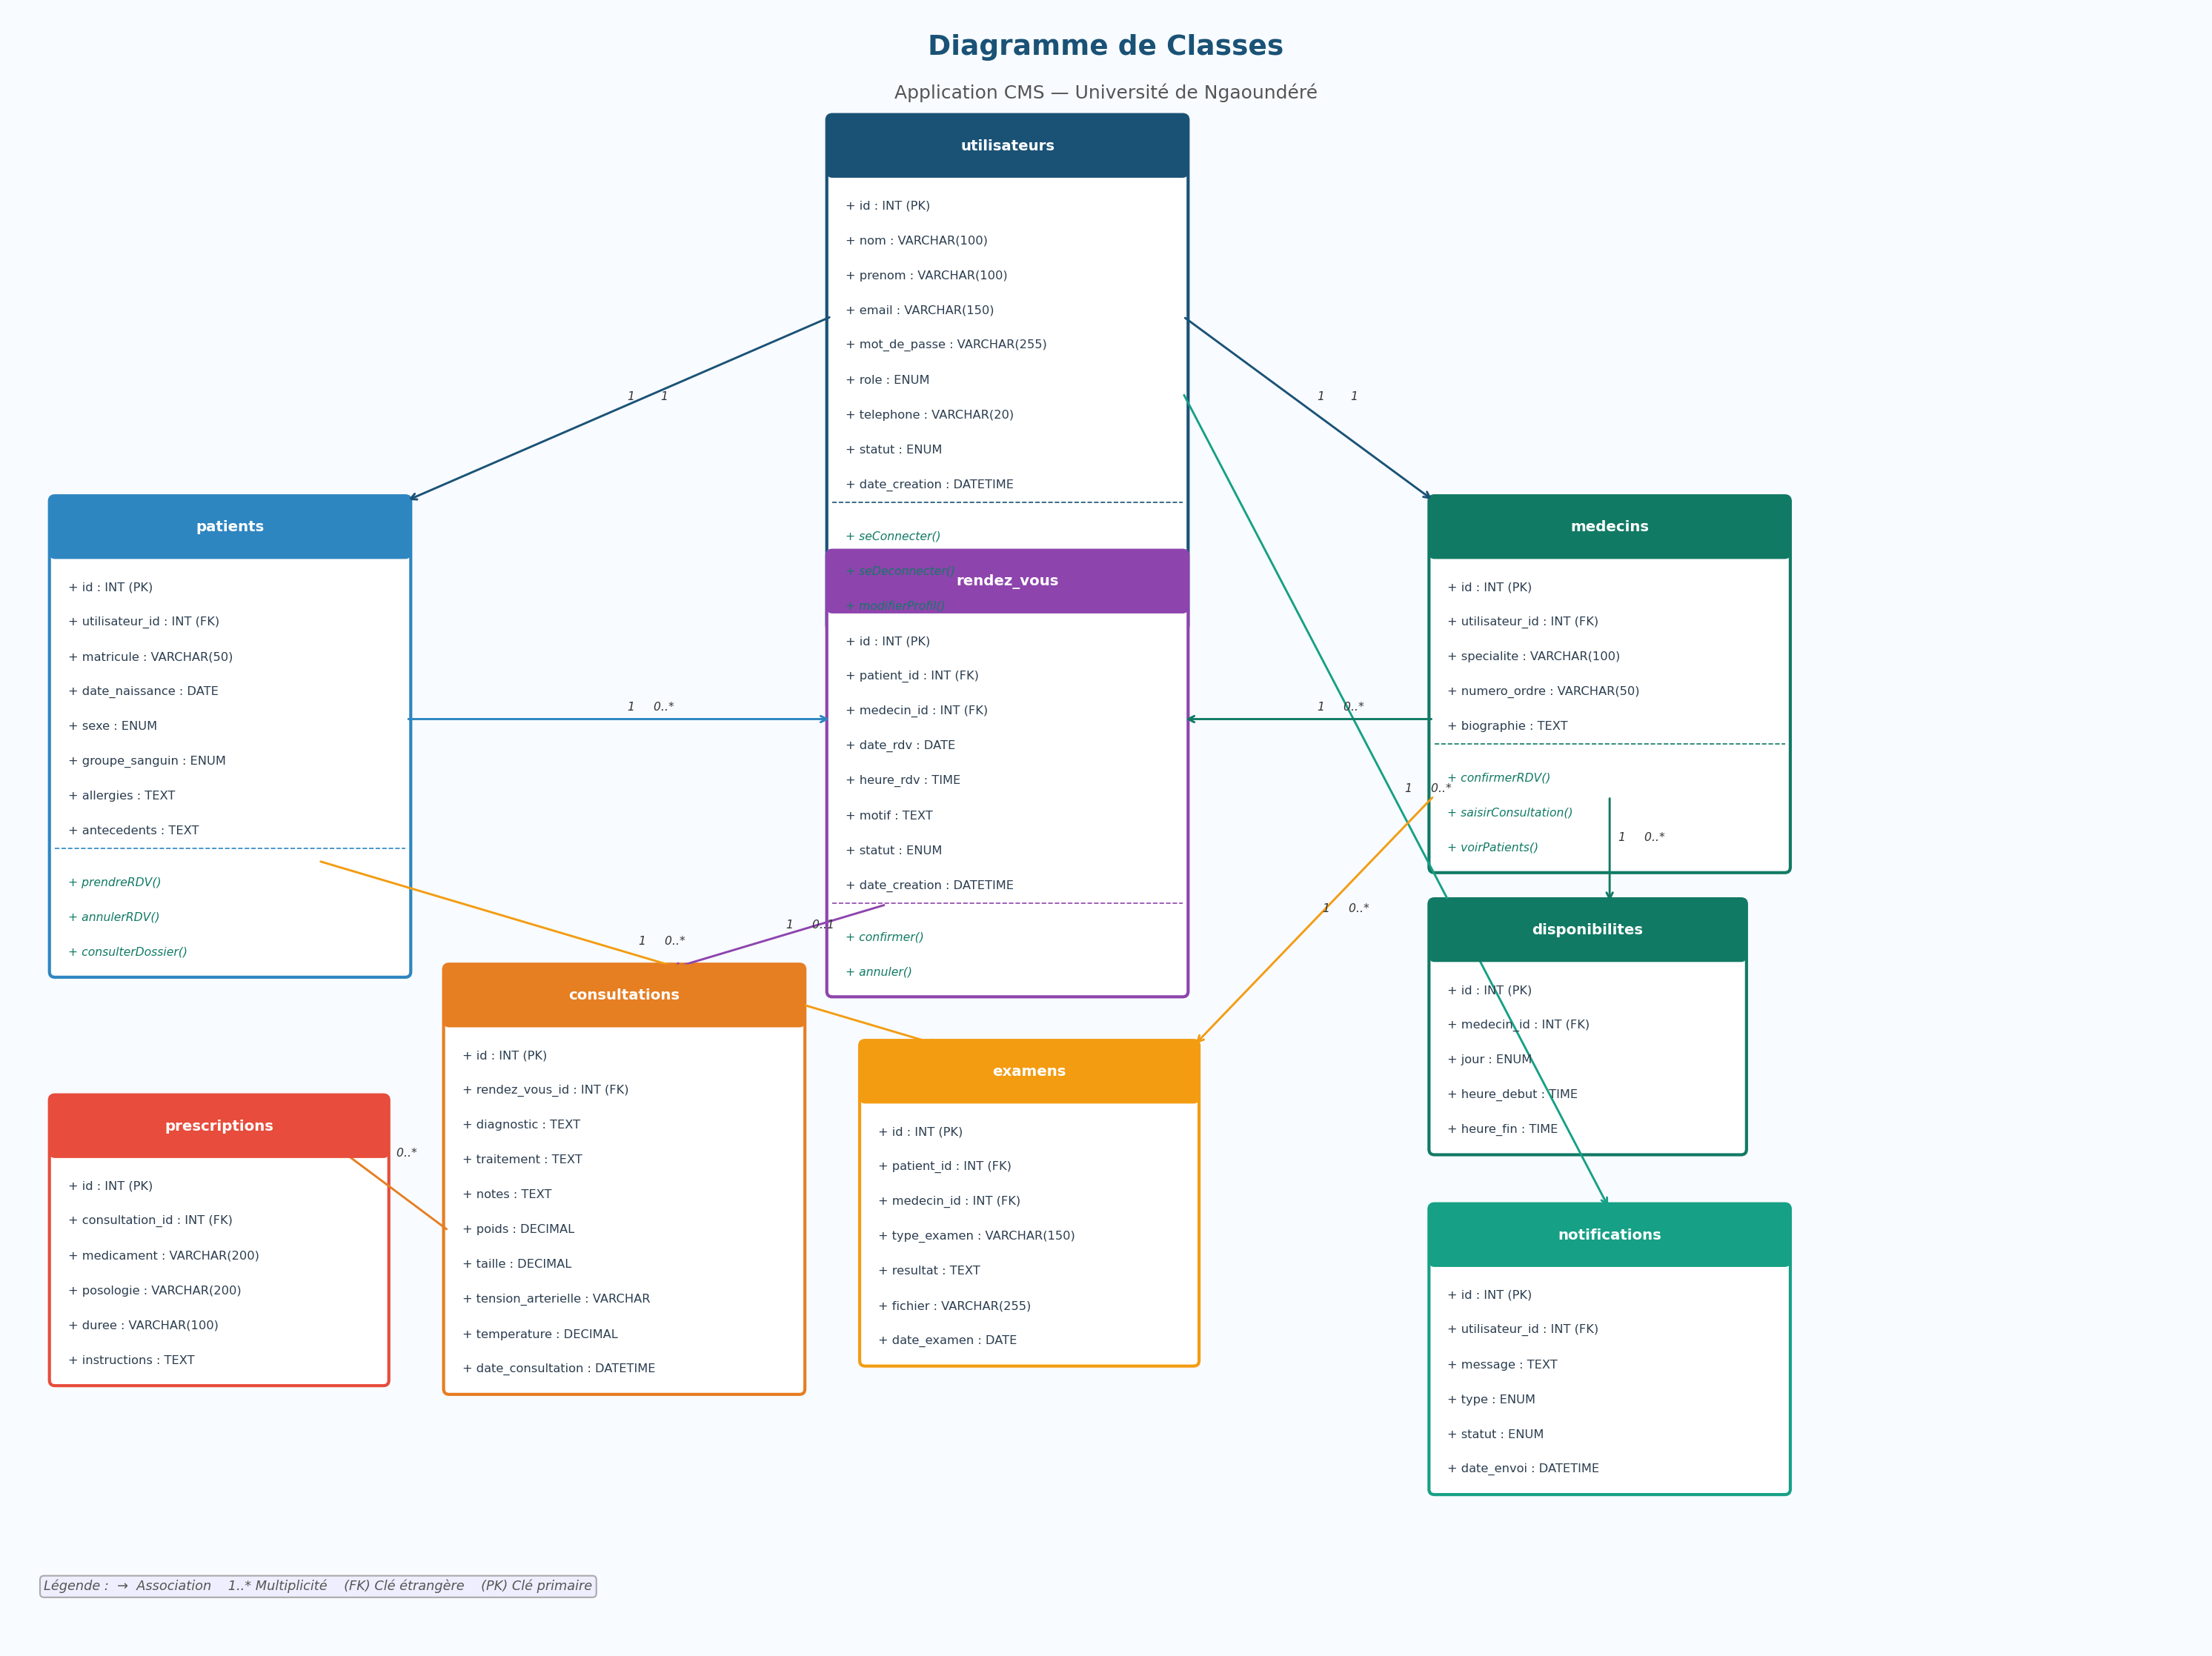 Diagramme de Classes
Application CMS — Université de Ngaoundéré
utilisateurs
+ id : INT (PK)
+ nom : VARCHAR(100)
+ prenom : VARCHAR(100)
+ email : VARCHAR(150)
+ mot_de_passe : VARCHAR(255)
+ role : ENUM
+ telephone : VARCHAR(20)
+ statut : ENUM
+ date_creation : DATETIME
+ seConnecter()
+ seDeconnecter()
+ modifierProfil()
1 1
1 1
patients
+ id : INT (PK)
+ utilisateur_id : INT (FK)
+ matricule : VARCHAR(50)
+ date_naissance : DATE
+ sexe : ENUM
+ groupe_sanguin : ENUM
+ allergies : TEXT
+ antecedents : TEXT
+ prendreRDV()
+ annulerRDV()
+ consulterDossier()
1 0..*
rendez_vous
+ id : INT (PK)
+ patient_id : INT (FK)
+ medecin_id : INT (FK)
+ date_rdv : DATE
+ heure_rdv : TIME
+ motif : TEXT
+ statut : ENUM
+ date_creation : DATETIME
+ confirmer()
+ annuler()
1 0..*
medecins
+ id : INT (PK)
+ utilisateur_id : INT (FK)
+ specialite : VARCHAR(100)
+ numero_ordre : VARCHAR(50)
+ biographie : TEXT
+ confirmerRDV()
+ saisirConsultation()
+ voirPatients()
1 0..*
1 0..*
1 0..*
1 0..1
1 0..*
disponibilites
+ id : INT (PK)
+ medecin_id : INT (FK)
+ jour : ENUM
+ heure_debut : TIME
+ heure_fin : TIME
prescriptions
+ id : INT (PK)
+ consultation_id : INT (FK)
+ medicament : VARCHAR(200)
+ posologie : VARCHAR(200)
+ duree : VARCHAR(100)
+ instructions : TEXT
0..*
consultations
+ id : INT (PK)
+ rendez_vous_id : INT (FK)
+ diagnostic : TEXT
+ traitement : TEXT
+ notes : TEXT
+ poids : DECIMAL
+ taille : DECIMAL
+ tension_arterielle : VARCHAR
+ temperature : DECIMAL
+ date_consultation : DATETIME
examens
+ id : INT (PK)
+ patient_id : INT (FK)
+ medecin_id : INT (FK)
+ type_examen : VARCHAR(150)
+ resultat : TEXT
+ fichier : VARCHAR(255)
+ date_examen : DATE
notifications
+ id : INT (PK)
+ utilisateur_id : INT (FK)
+ message : TEXT
+ type : ENUM
+ statut : ENUM
+ date_envoi : DATETIME
Légende : → Association 1..* Multiplicité (FK) Clé étrangère (PK) Clé primaire